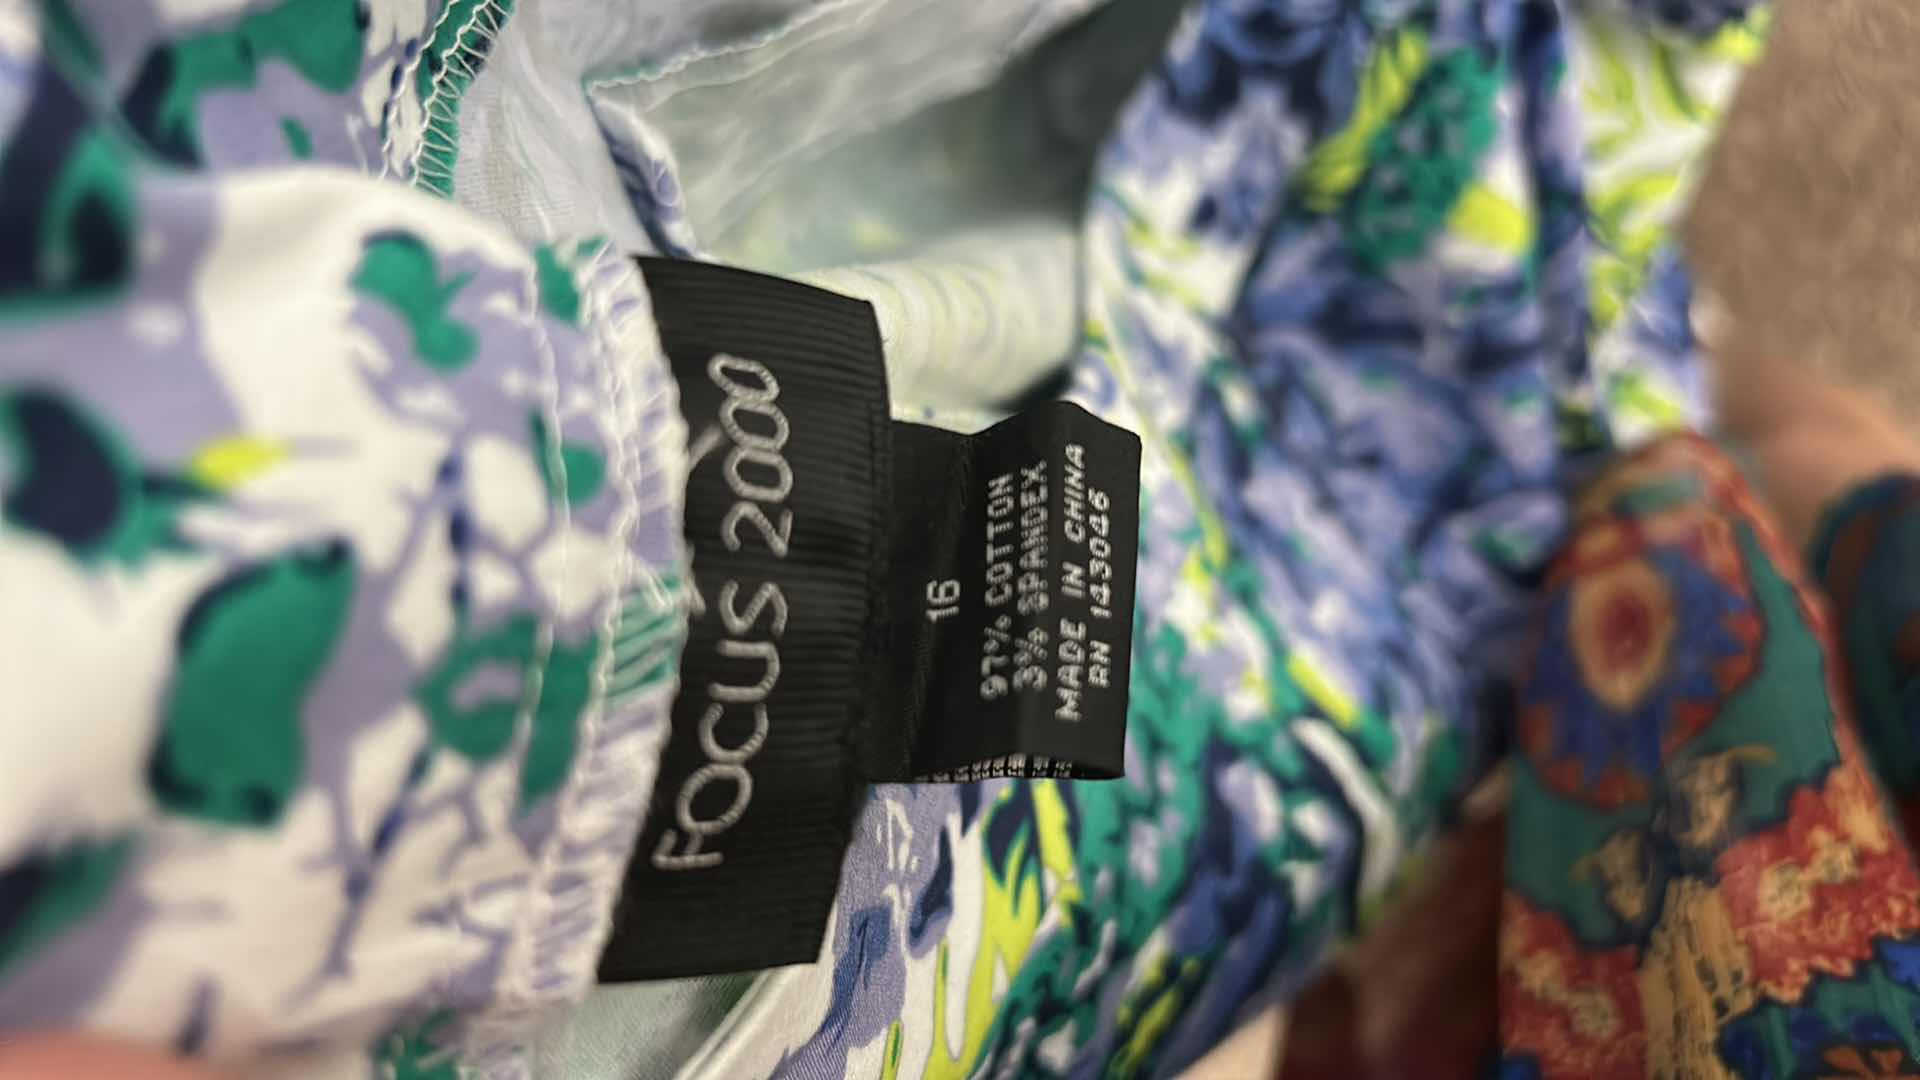 FOCUS 2000
16
97% COTTON
3% SPANDEX
MADE IN CHINA
RN 143046